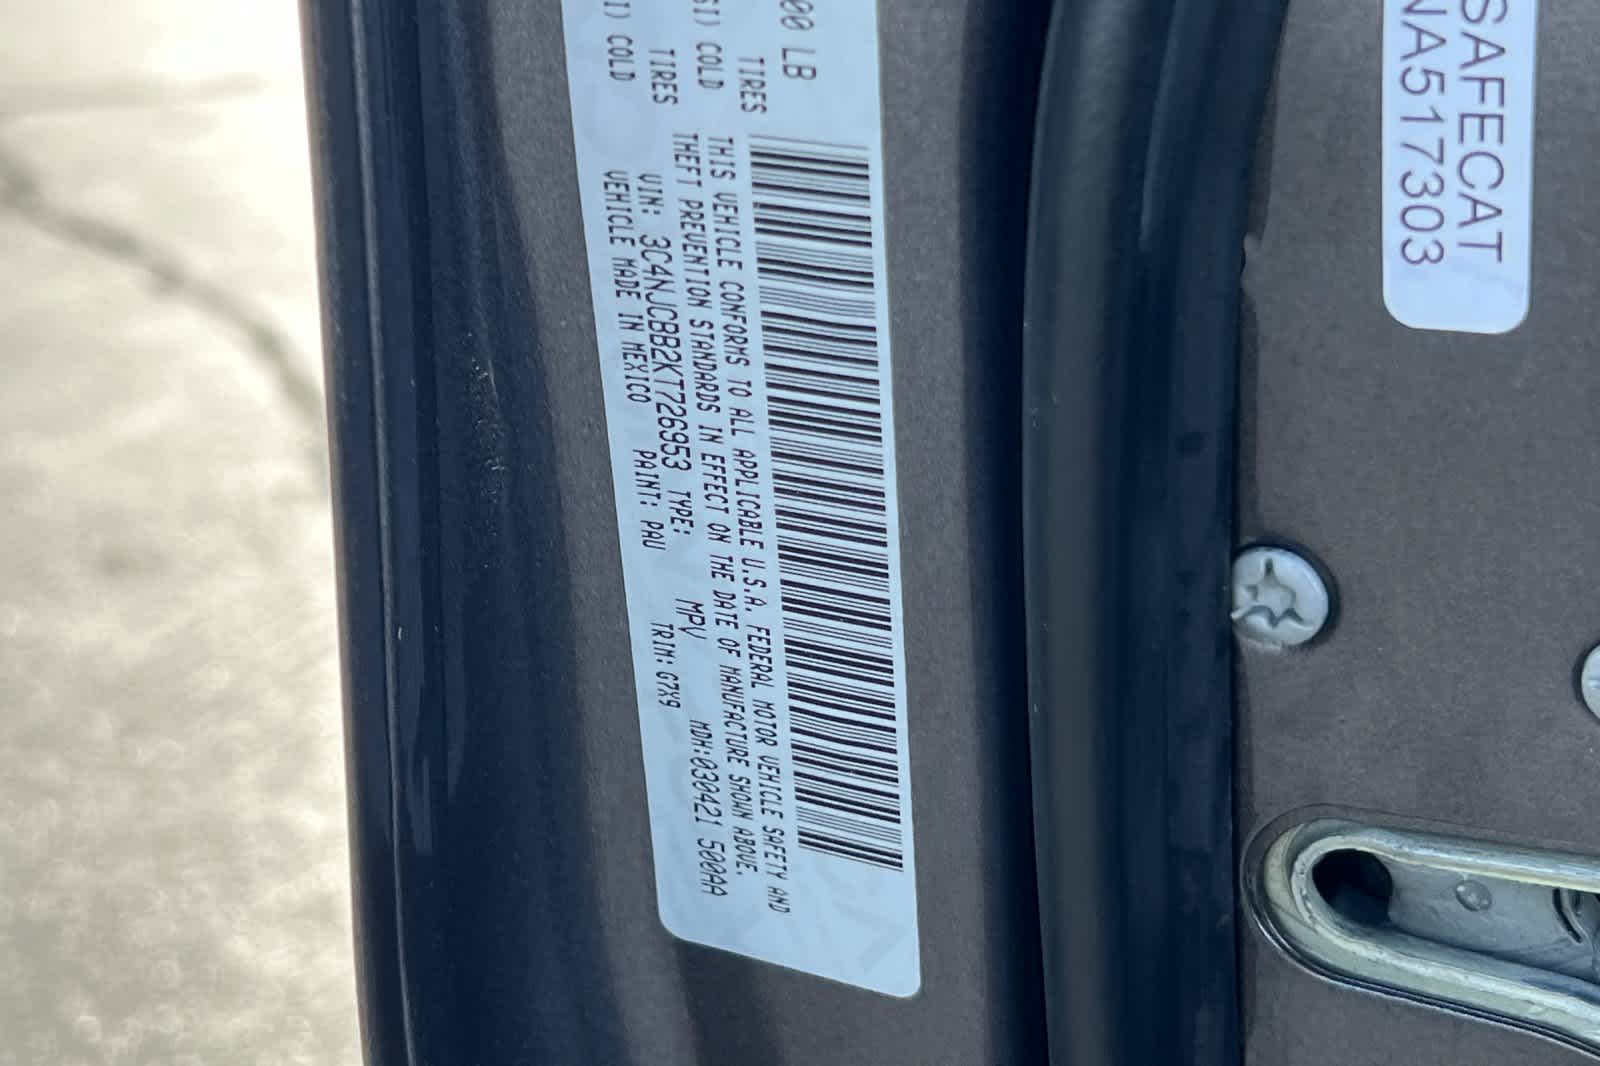 00 LB
TIRES
SI) COLD
TIRES
I) COLD
THIS VEHICLE CONFORMS TO ALL APPLICABLE U.S.A. FEDERAL MOTOR VEHICLE SAFETY AND
THEFT PREVENTION STANDARDS IN EFFECT ON THE DATE OF MANUFACTURE SHOWN ABOVE.
VIN: 3C4NJCBB2KT726953 TYPE: MPV MDH:030421 500AA
VEHICLE MADE IN MEXICO PAINT: PAU TRIM: G7X9
SAFECAT
NA517303